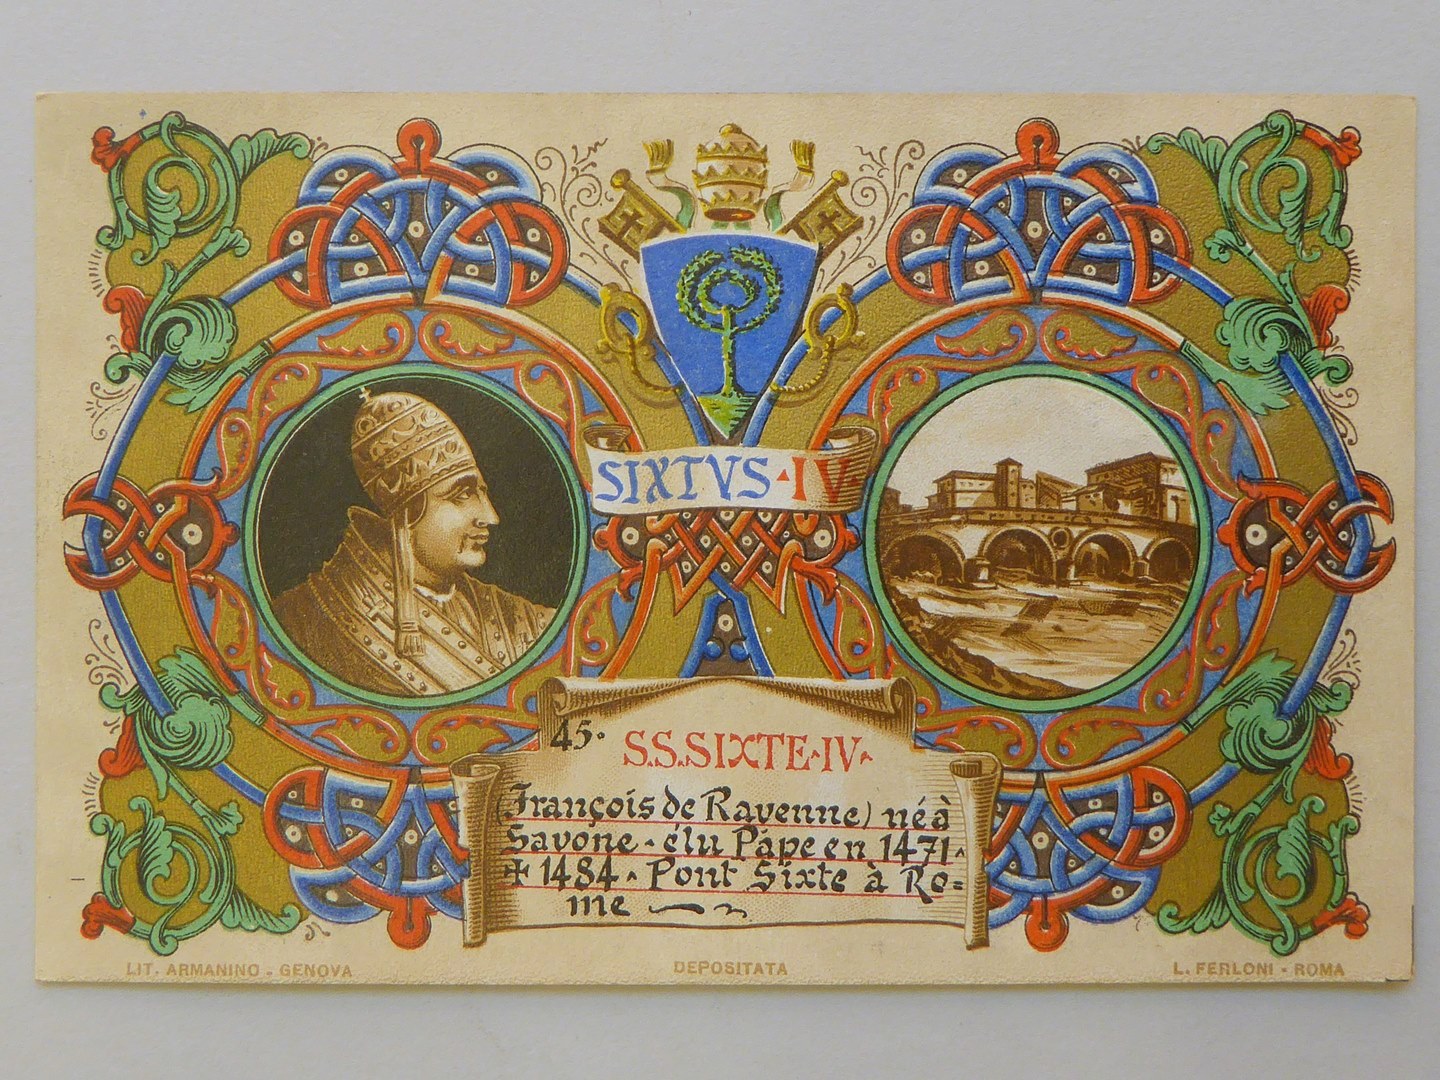 SIXTVS·IV·
45. S.S.SIXTE·IV·
(François de Ravenne) né à
Savone - élu Pape en 1471 -
✝ 1484 - Pont Sixte à Ro=
me
LIT. ARMANINO - GENOVA
DEPOSITATA
L. FERLONI - ROMA